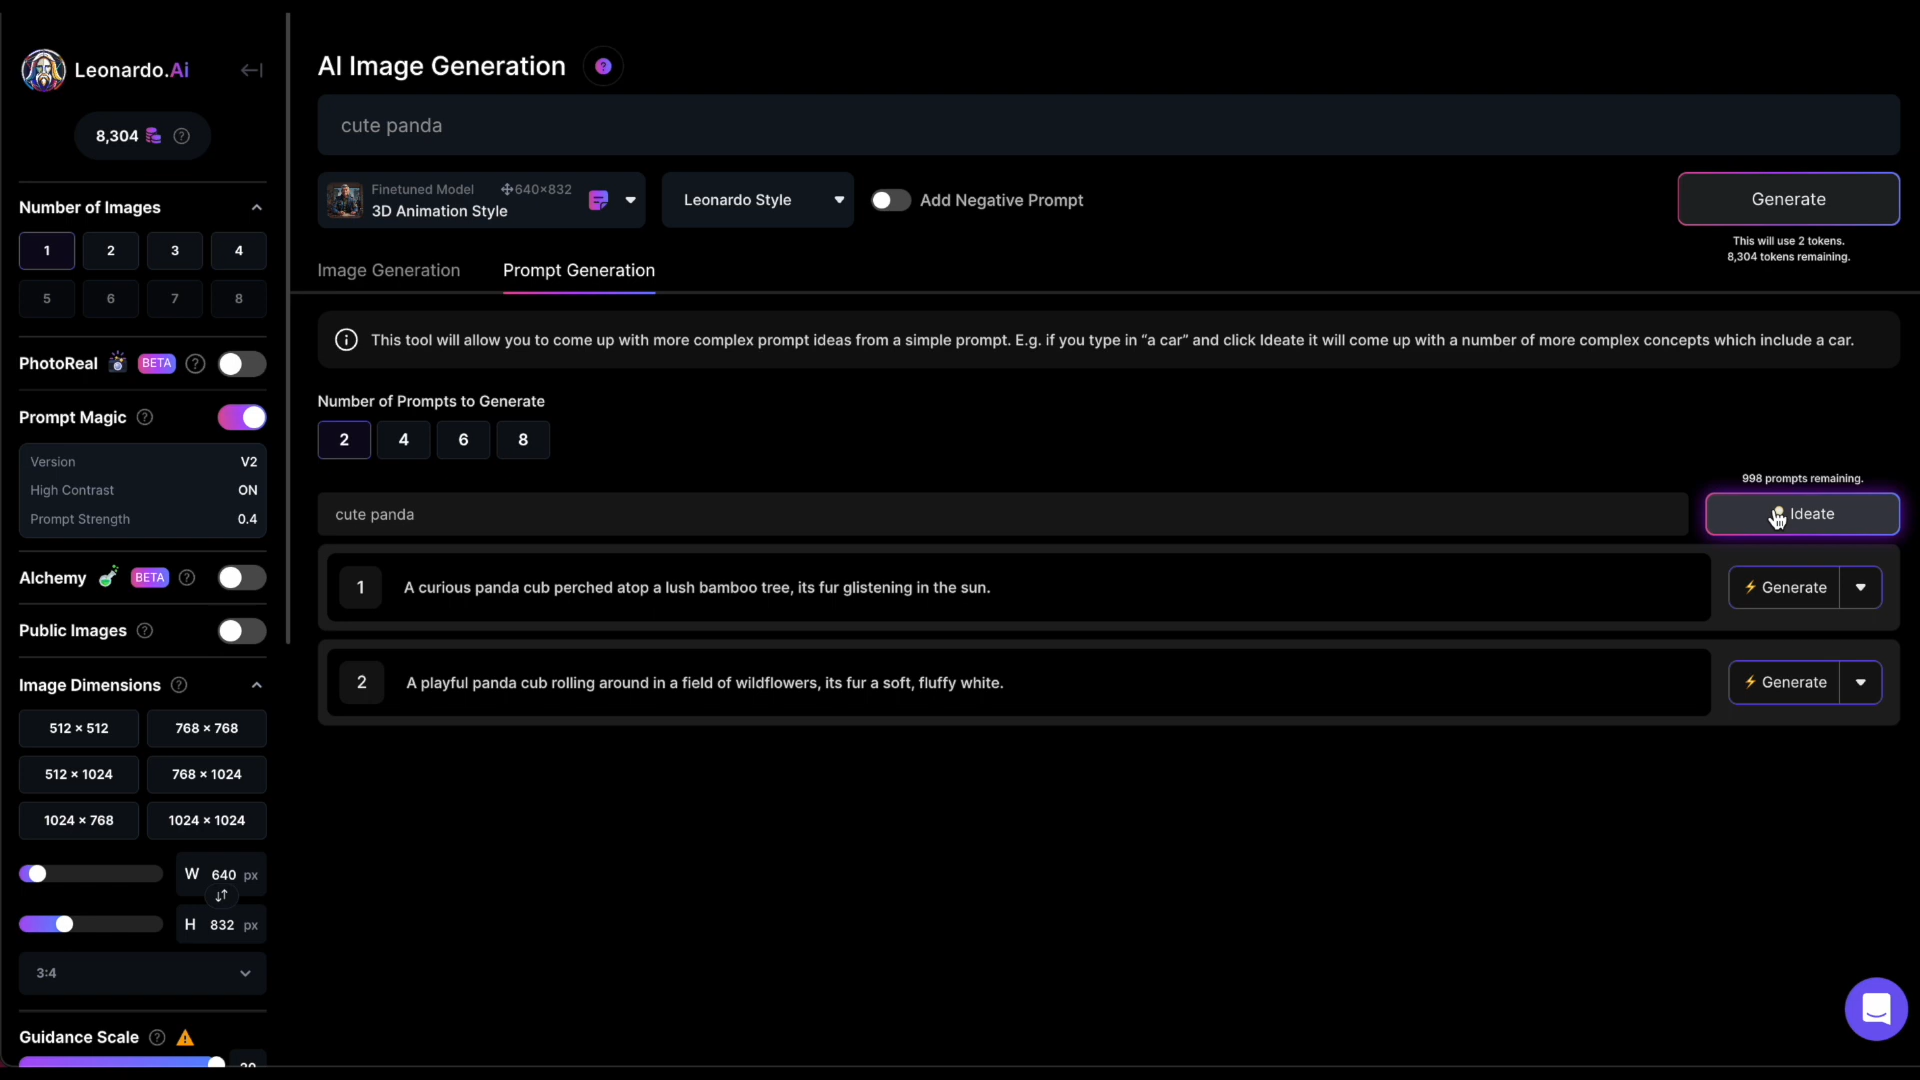 Leonardo.Ai
8,304
Number of Images
1 2 3 4
5 6 7 8
PhotoReal BETA ?
Prompt Magic ?
Version V2
High Contrast ON
Prompt Strength 0.4
Alchemy BETA ?
Public Images ?
Image Dimensions ?
512 × 512 768 × 768
512 × 1024 768 × 1024
1024 × 768 1024 × 1024
W 640 px
H 832 px
3:4
Guidance Scale ?
AI Image Generation ?
cute panda
Finetuned Model 640×832
3D Animation Style
Leonardo Style
Add Negative Prompt
Generate
This will use 2 tokens.
8,304 tokens remaining.
Image Generation Prompt Generation
This tool will allow you to come up with more complex prompt ideas from a simple prompt. E.g. if you type in “a car” and click Ideate it will come up with a number of more complex concepts which include a car.
Number of Prompts to Generate
2 4 6 8
998 prompts remaining.
cute panda Ideate
1 A curious panda cub perched atop a lush bamboo tree, its fur glistening in the sun. Generate
2 A playful panda cub rolling around in a field of wildflowers, its fur a soft, fluffy white. Generate